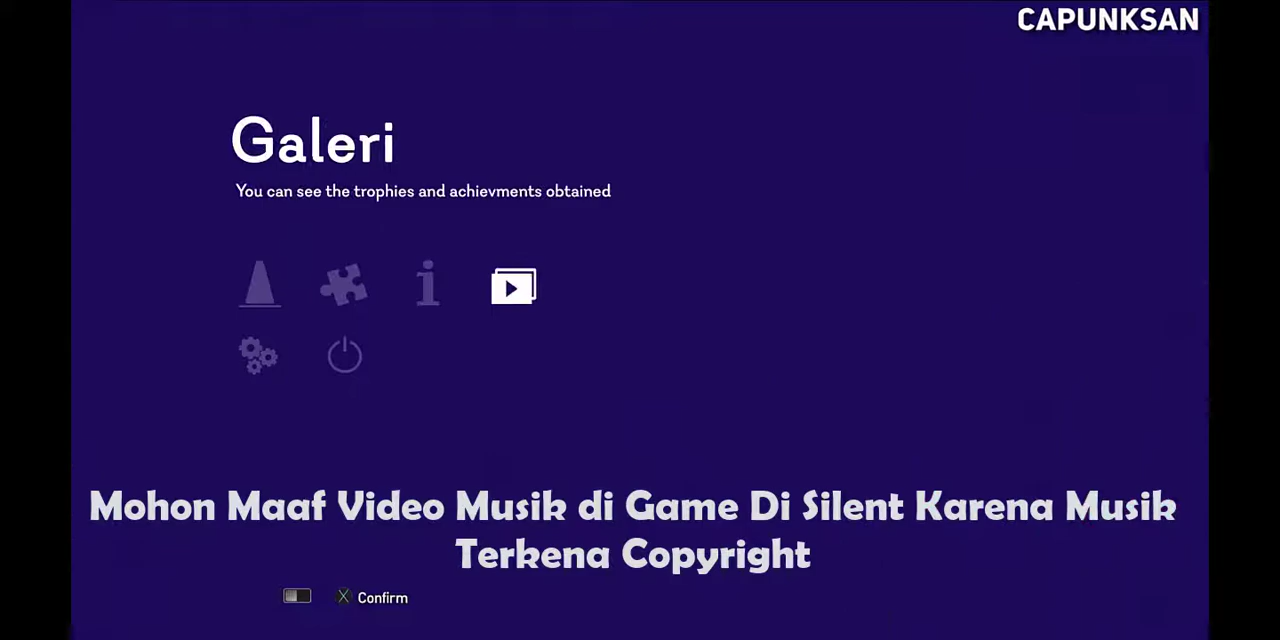 CAPUNKSAN
Galeri
You can see the trophies and achievments obtained
Mohon Maaf Video Musik di Game Di Silent Karena Musik
Terkena Copyright
X Confirm